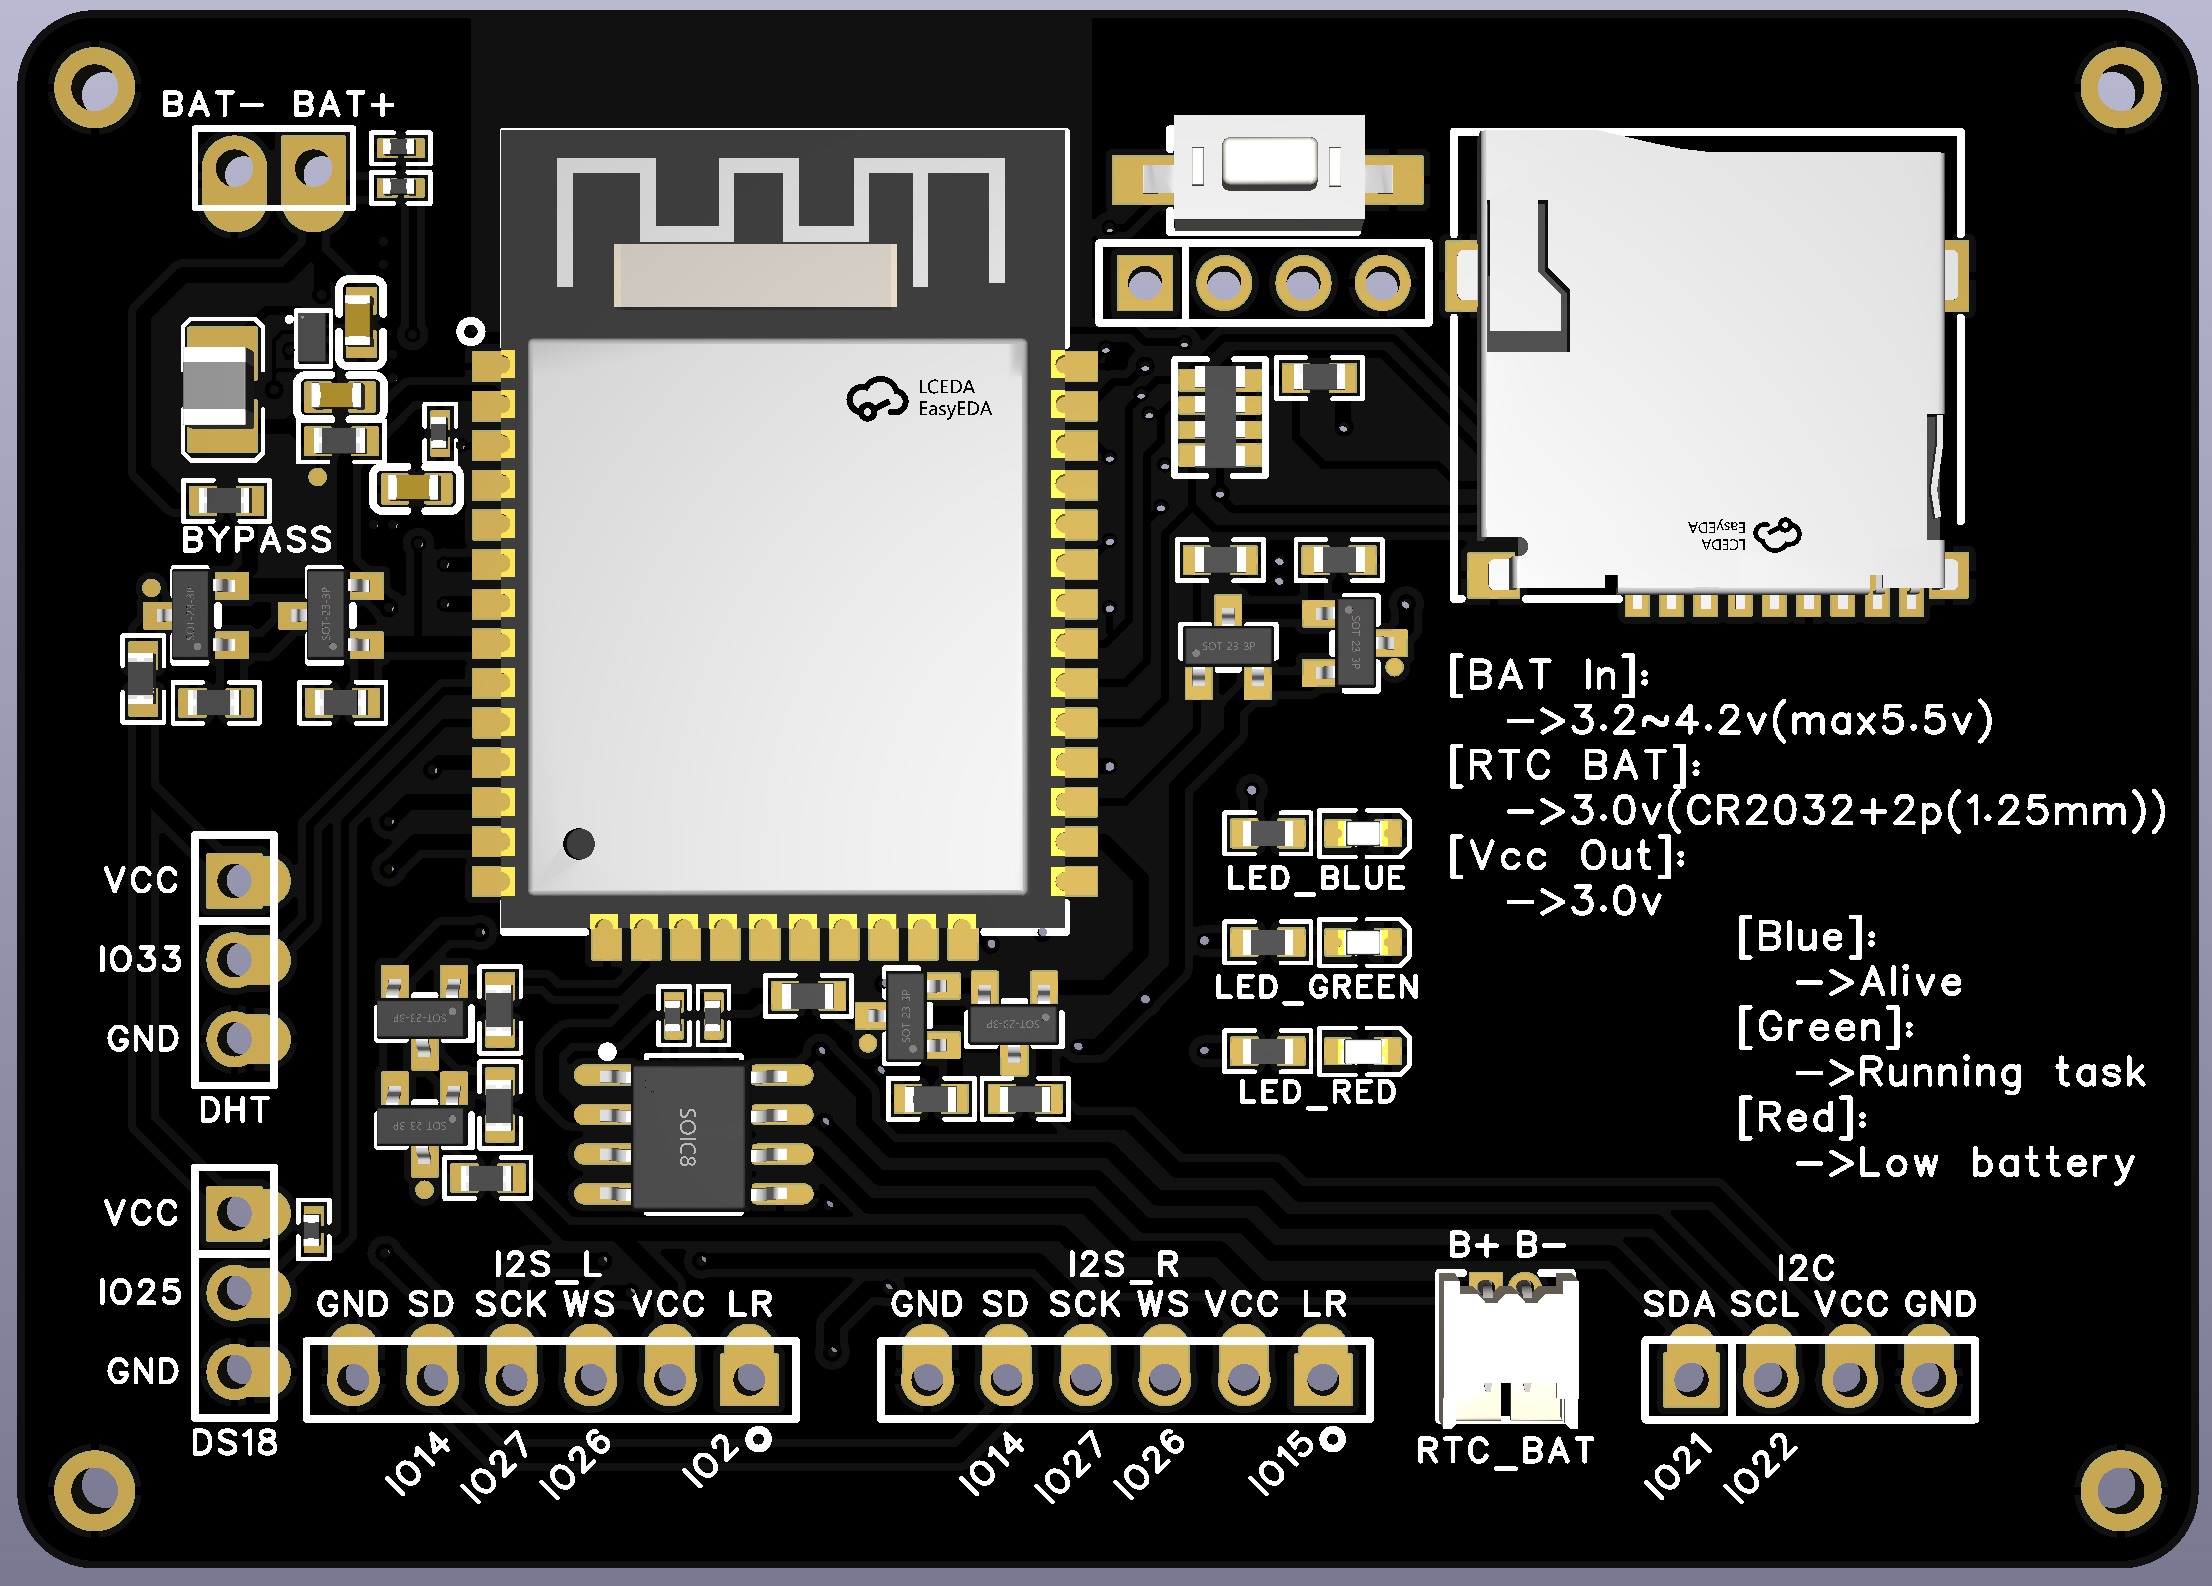 BAT- BAT+
LCEDA
EasyEDA
BYPASS
LCEDA
EasyEDA
SOT-23-3P
SOT-23-3P
SOT 23 3P
SOT 23 3P
[BAT In]:
->3.2~4.2v(max5.5v)
[RTC BAT]:
->3.0v(CR2032+2p(1.25mm))
[Vcc Out]:
->3.0v
[Blue]:
->Alive
[Green]:
->Running task
[Red]:
->Low battery
LED_BLUE
LED_GREEN
LED_RED
VCC
IO33
GND
DHT
SOT-23-3P
SOT 23 3P
SOIC8
SOT 23 3P
SOT-23-3P
VCC
IO25
GND
DS18
I2S_L
GND SD SCK WS VCC LR
IO14 IO27 IO26 IO2
I2S_R
GND SD SCK WS VCC LR
IO14 IO27 IO26 IO15
B+ B-
RTC_BAT
I2C
SDA SCL VCC GND
IO21 IO22